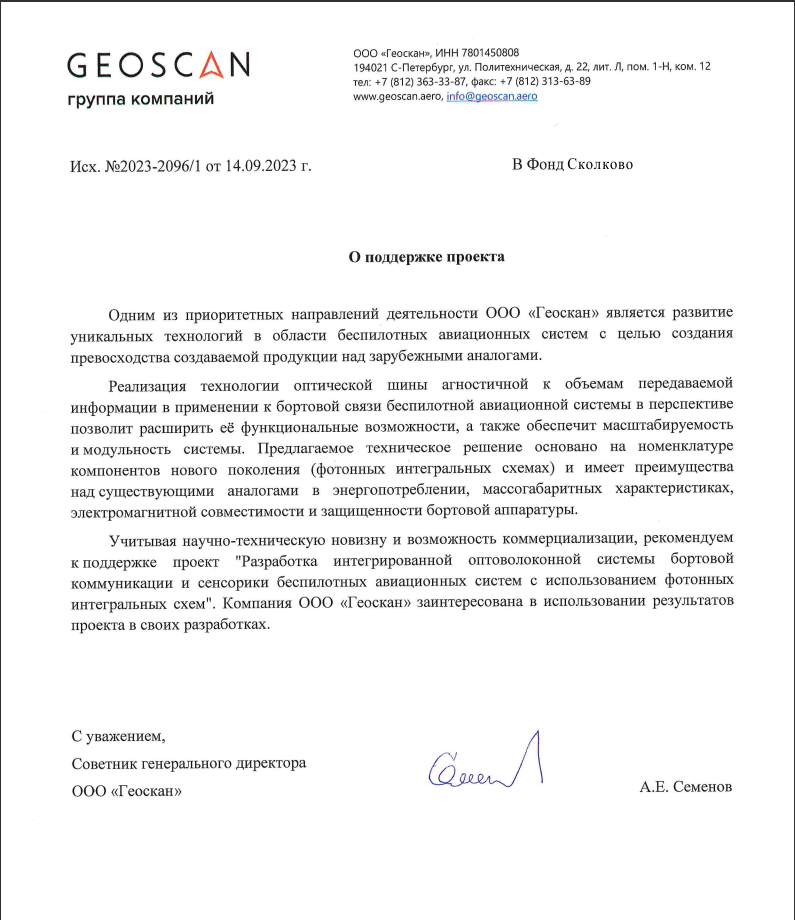 GEOSCAN
группа компаний
ООО «Геоскан», ИНН 7801450808
194021 С-Петербург, ул. Политехническая, д. 22, лит. Л, пом. 1-Н, ком. 12
тел: +7 (812) 363-33-87, факс: +7 (812) 313-63-89
www.geoscan.aero, info@geoscan.aero
Исх. №2023-2096/1 от 14.09.2023 г.
В Фонд Сколково
О поддержке проекта
Одним из приоритетных направлений деятельности ООО «Геоскан» является развитие
уникальных технологий в области беспилотных авиационных систем с целью создания
превосходства создаваемой продукции над зарубежными аналогами.
Реализация технологии оптической шины агностичной к объемам передаваемой
информации в применении к бортовой связи беспилотной авиационной системы в перспективе
позволит расширить её функциональные возможности, а также обеспечит масштабируемость
и модульность системы. Предлагаемое техническое решение основано на номенклатуре
компонентов нового поколения (фотонных интегральных схемах) и имеет преимущества
над существующими аналогами в энергопотреблении, массогабаритных характеристиках,
электромагнитной совместимости и защищенности бортовой аппаратуры.
Учитывая научно-техническую новизну и возможность коммерциализации, рекомендуем
к поддержке проект "Разработка интегрированной оптоволоконной системы бортовой
коммуникации и сенсорики беспилотных авиационных систем с использованием фотонных
интегральных схем". Компания ООО «Геоскан» заинтересована в использовании результатов
проекта в своих разработках.
С уважением,
Советник генерального директора
ООО «Геоскан»
А.Е. Семенов